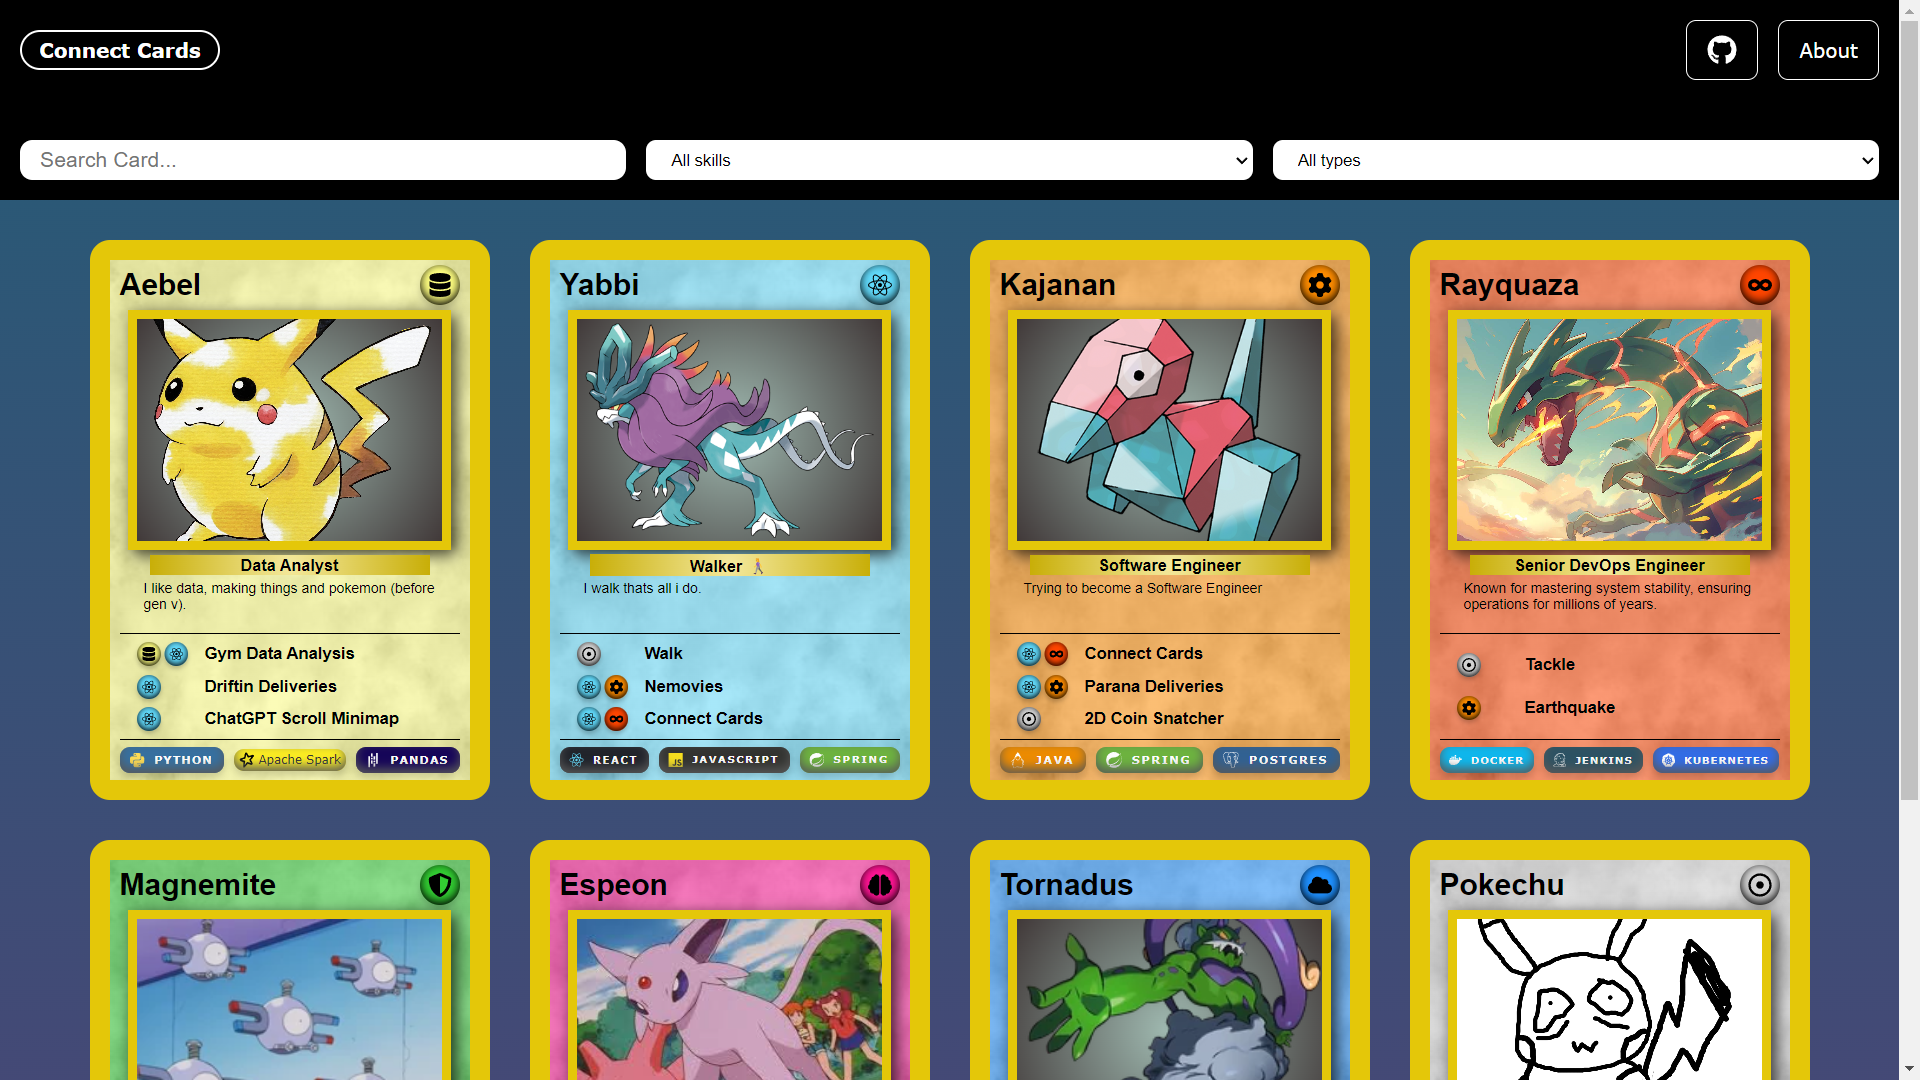 Connect Cards
About
Search Card...
All skills
All types
Aebel
Data Analyst
I like data, making things and pokemon (before
gen v).
Gym Data Analysis
Driftin Deliveries
ChatGPT Scroll Minimap
PYTHON
Apache Spark
PANDAS
Yabbi
Walker
I walk thats all i do.
Walk
Nemovies
Connect Cards
REACT
JS
JAVASCRIPT
SPRING
Kajanan
Software Engineer
Trying to become a Software Engineer
Connect Cards
Parana Deliveries
2D Coin Snatcher
JAVA
SPRING
POSTGRES
Rayquaza
Senior DevOps Engineer
Known for mastering system stability, ensuring
operations for millions of years.
Tackle
Earthquake
DOCKER
JENKINS
KUBERNETES
Magnemite
Espeon
Tornadus
Pokechu